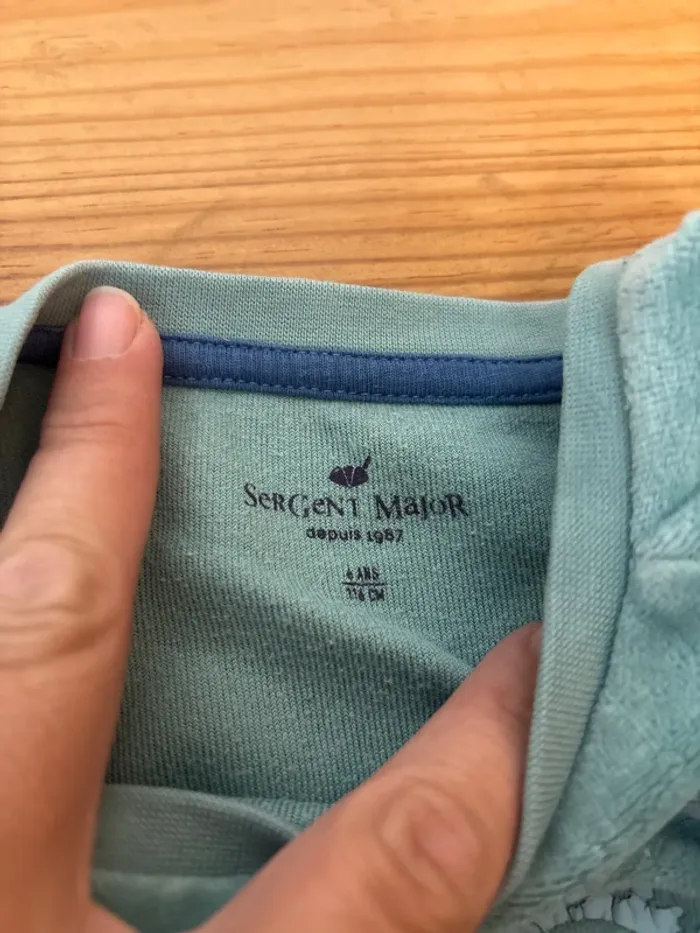 SeRGeNT MaJoR
depuis 1987
6 ANS
116 CM